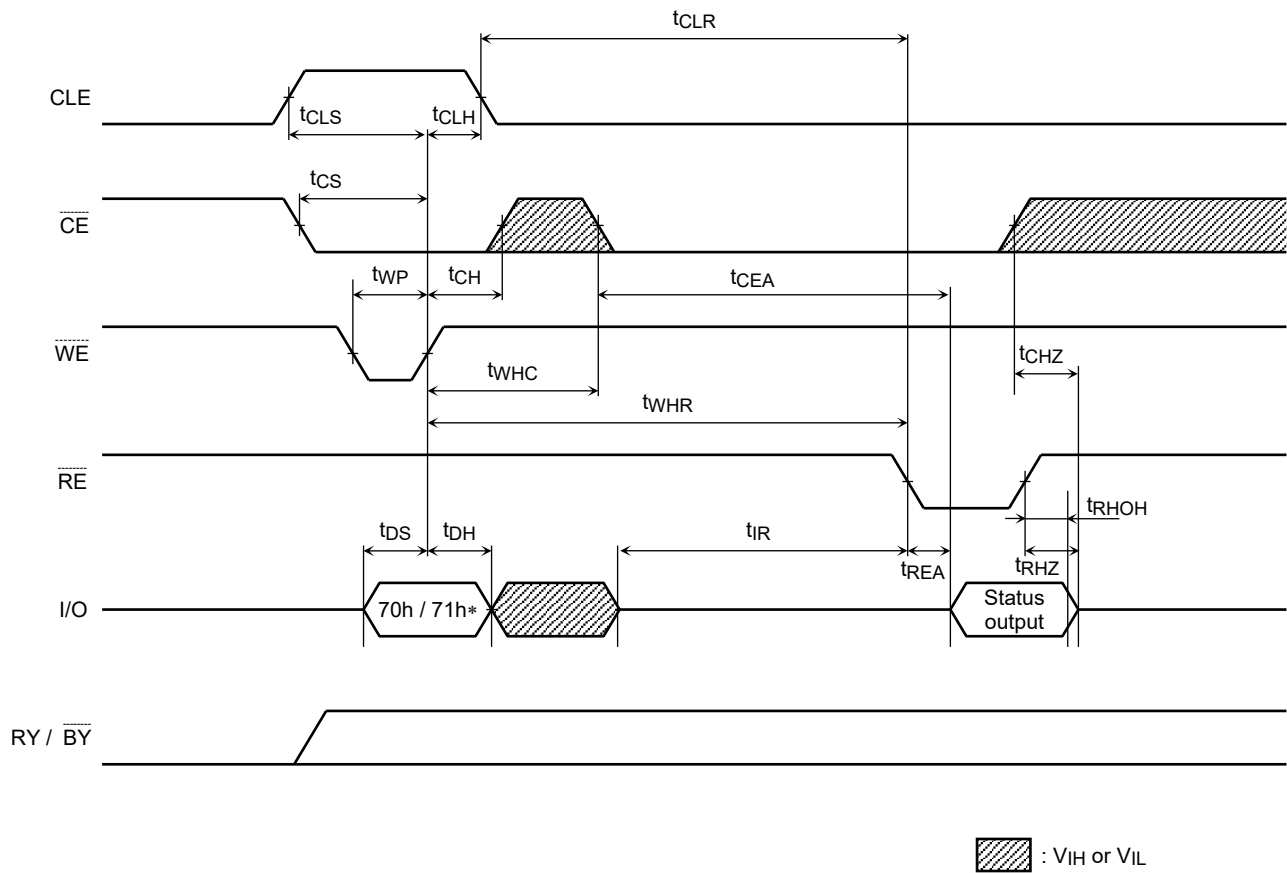 tCLR
CLE
tCLS
tCLH
tCS
CE
tWP
tCH
tCEA
WE
tCHZ
tWHC
tWHR
RE
tRHOH
tDS
tDH
tIR
tREA
tRHZ
I/O
70h / 71h*
Status
output
RY / BY
: VIH or VIL